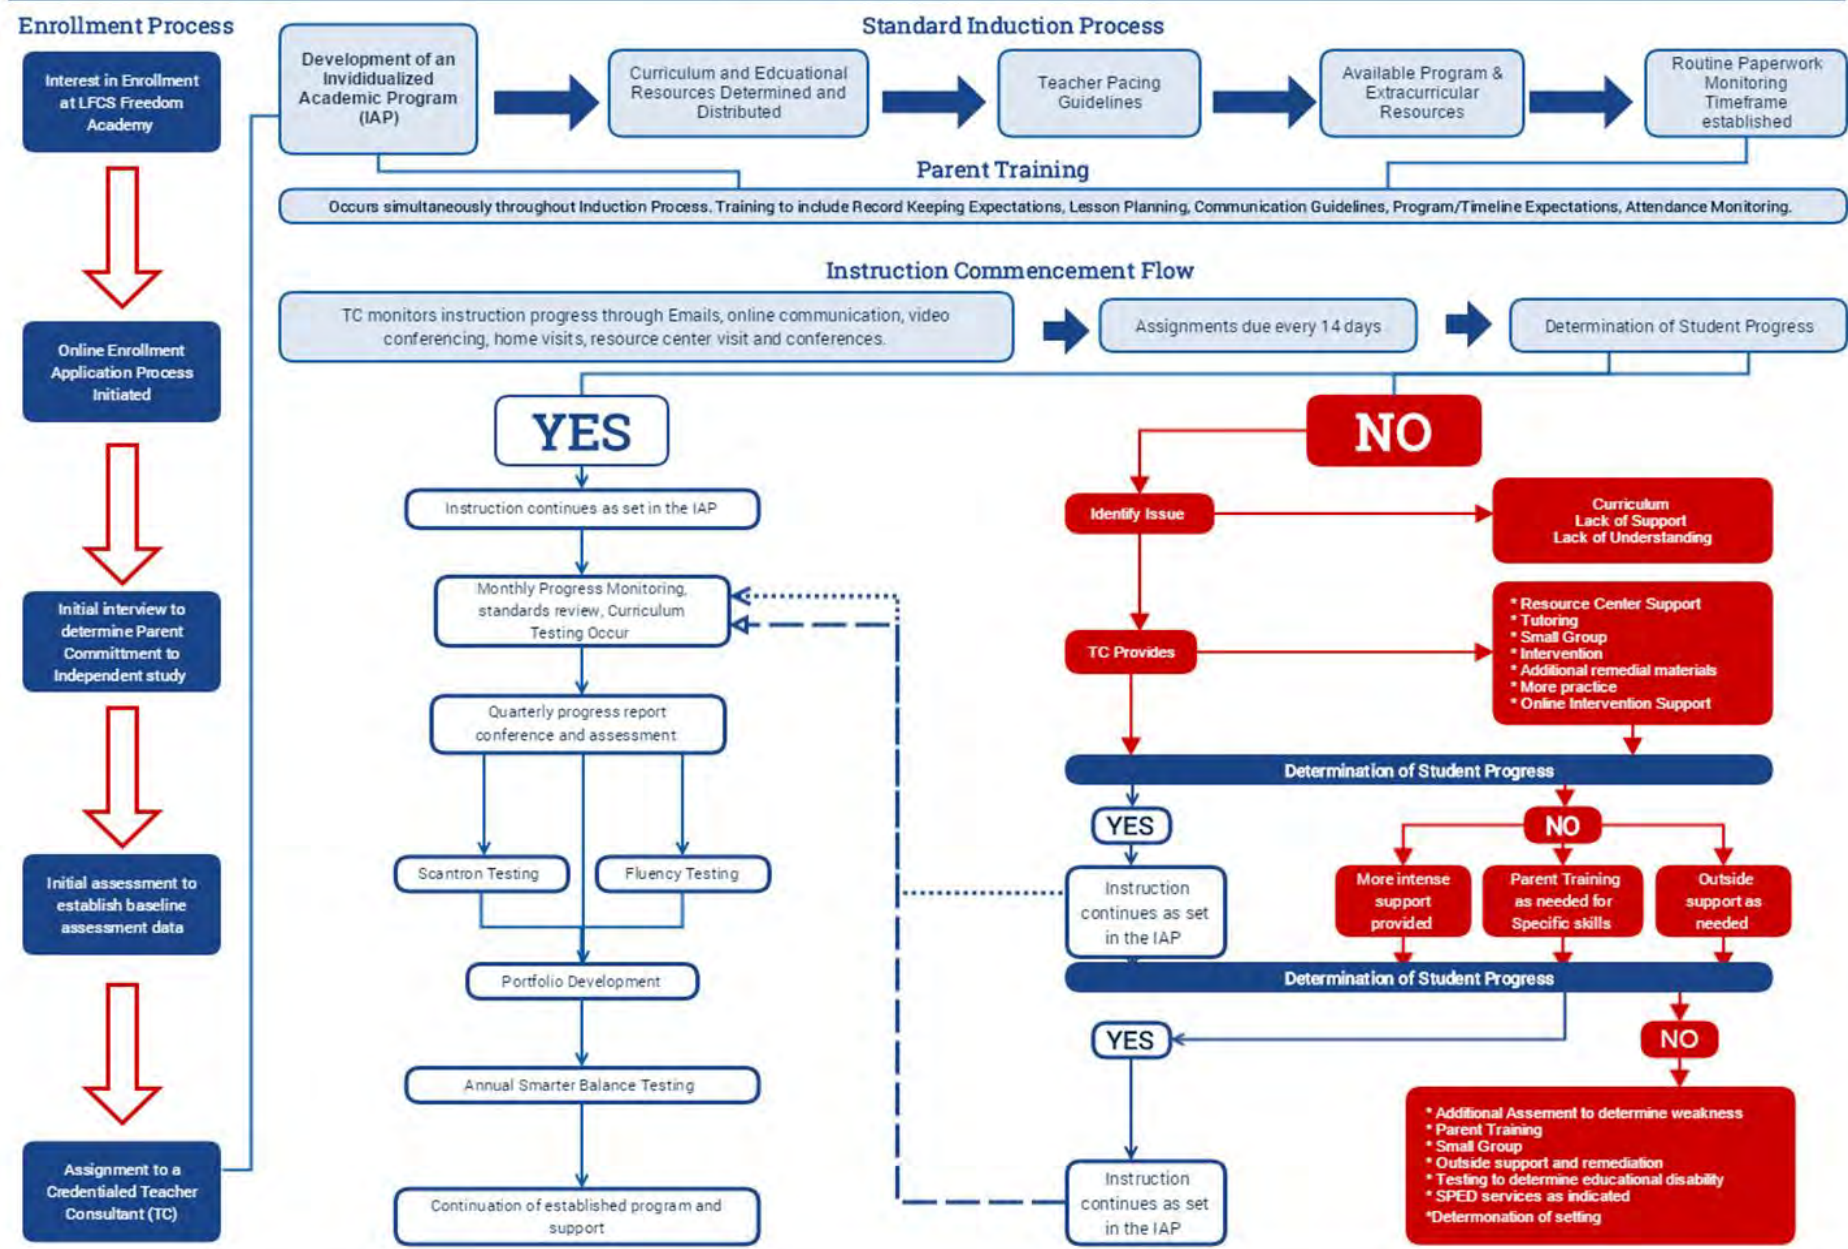 Enrollment Process
Interest in Enrollment
at LFCS Freedom
Academy
Online Enrollment
Application Process
Initiated
Initial interview to
determine Parent
Committment to
Independent study
Initial assessment to
establish baseline
assessment data
Assignment to a
Credentialed Teacher
Consultant (TC)
Standard Induction Process
Development of an
Invididualized
Academic Program
(IAP)
Curriculum and Edcuational
Resources Determined and
Distributed
Teacher Pacing
Guidelines
Available Program &
Extracurricular
Resources
Routine Paperwork
Monitoring
Timeframe
established
Parent Training
Occurs simultaneously throughout Induction Process. Training to include Record Keeping Expectations, Lesson Planning, Communication Guidelines, Program/Timeline Expectations, Attendance Monitoring.
Instruction Commencement Flow
TC monitors instruction progress through Emails, online communication, video
conferencing, home visits, resource center visit and conferences.
Assignments due every 14 days
Determination of Student Progress
YES
Instruction continues as set in the IAP
Monthly Progress Monitoring,
standards review, Curriculum
Testing Occur
Quarterly progress report
conference and assessment
Scantron Testing
Fluency Testing
Portfolio Development
Annual Smarter Balance Testing
Continuation of established program and
support
NO
Identify Issue
Curriculum
Lack of Support
Lack of Understanding
TC Provides
* Resource Center Support
* Tutoring
* Small Group
* Intervention
* Additional remedial materials
* More practice
* Online Intervention Support
Determination of Student Progress
YES
NO
Instruction
continues as set
in the IAP
More intense
support
provided
Parent Training
as needed for
Specific skills
Outside
support as
needed
Determination of Student Progress
YES
NO
Instruction
continues as set
in the IAP
* Additional Assement to determine weakness
* Parent Training
* Small Group
* Outside support and remediation
* Testing to determine educational disability
* SPED services as indicated
*Determonation of setting